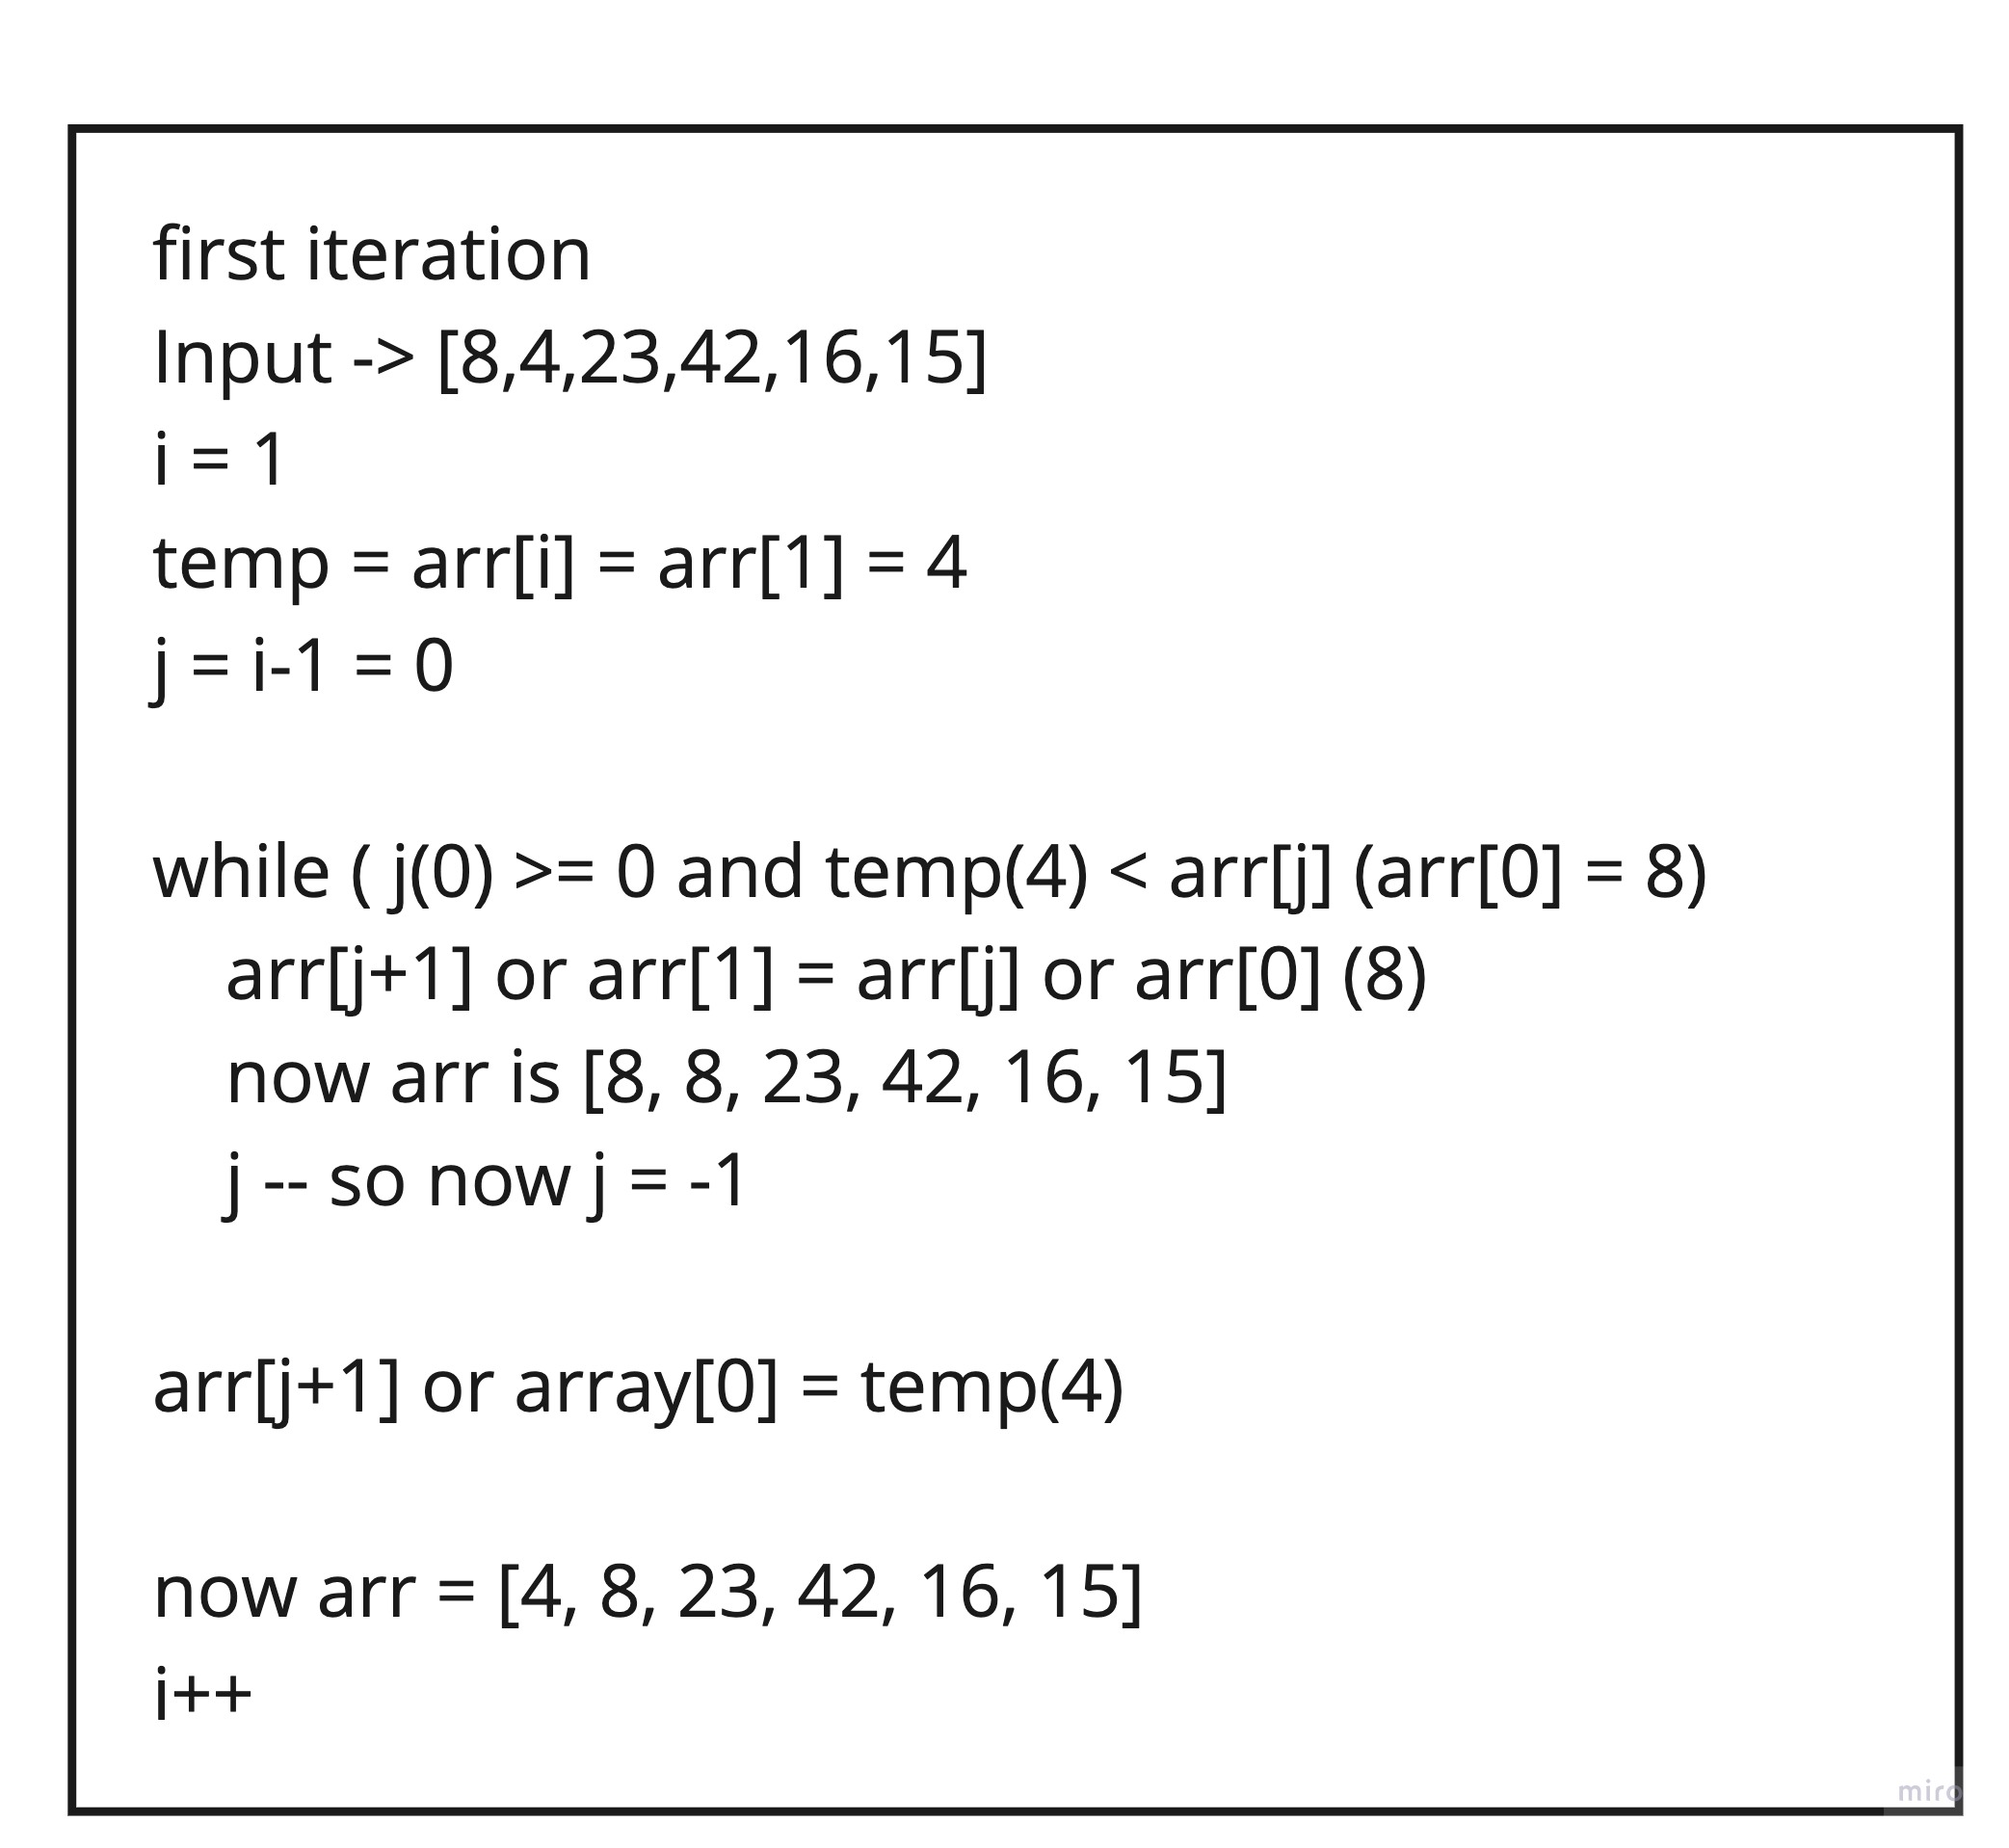 first iteration
Input -> [8,4,23,42,16,15]
i = 1
temp = arr[i] = arr[1] = 4
j = i-1 = 0
while ( j(0) >= 0 and temp(4) < arr[j] (arr[0] = 8)
arr[j+1] or arr[1] = arr[j] or arr[0] (8)
now arr is [8, 8, 23, 42, 16, 15]
j -- so now j = -1
arr[j+1] or array[0] = temp(4)
now arr = [4, 8, 23, 42, 16, 15]
i++
miro